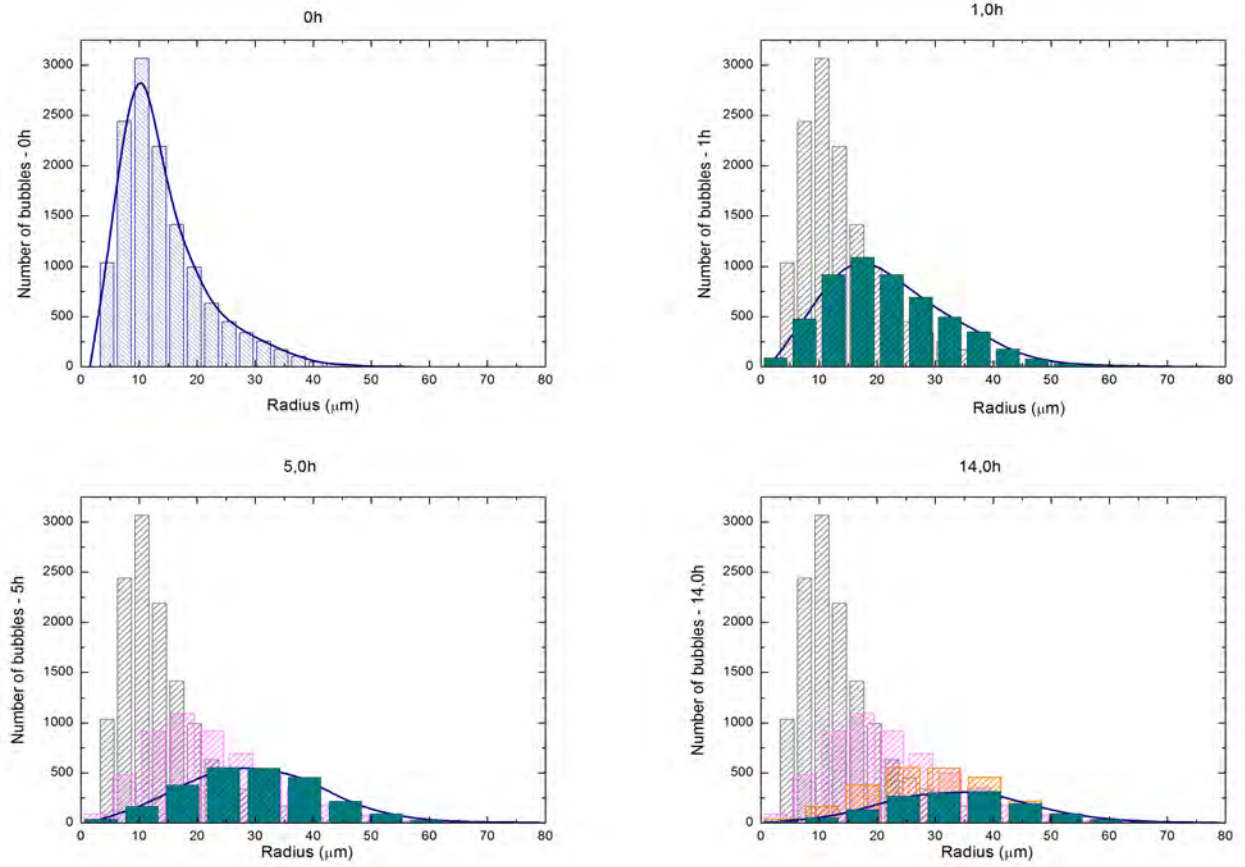 0h
Number of bubbles - 0h
3000
2500
2000
1500
1000
500
0
0 10 20 30 40 50 60 70 80
Radius (μm)
1,0h
Number of bubbles - 1h
3000
2500
2000
1500
1000
500
0
0 10 20 30 40 50 60 70 80
Radius (μm)
5,0h
Number of bubbles - 5h
3000
2500
2000
1500
1000
500
0
0 10 20 30 40 50 60 70 80
Radius (μm)
14,0h
Number of bubbles - 14,0h
3000
2500
2000
1500
1000
500
0
0 10 20 30 40 50 60 70 80
Radius (μm)